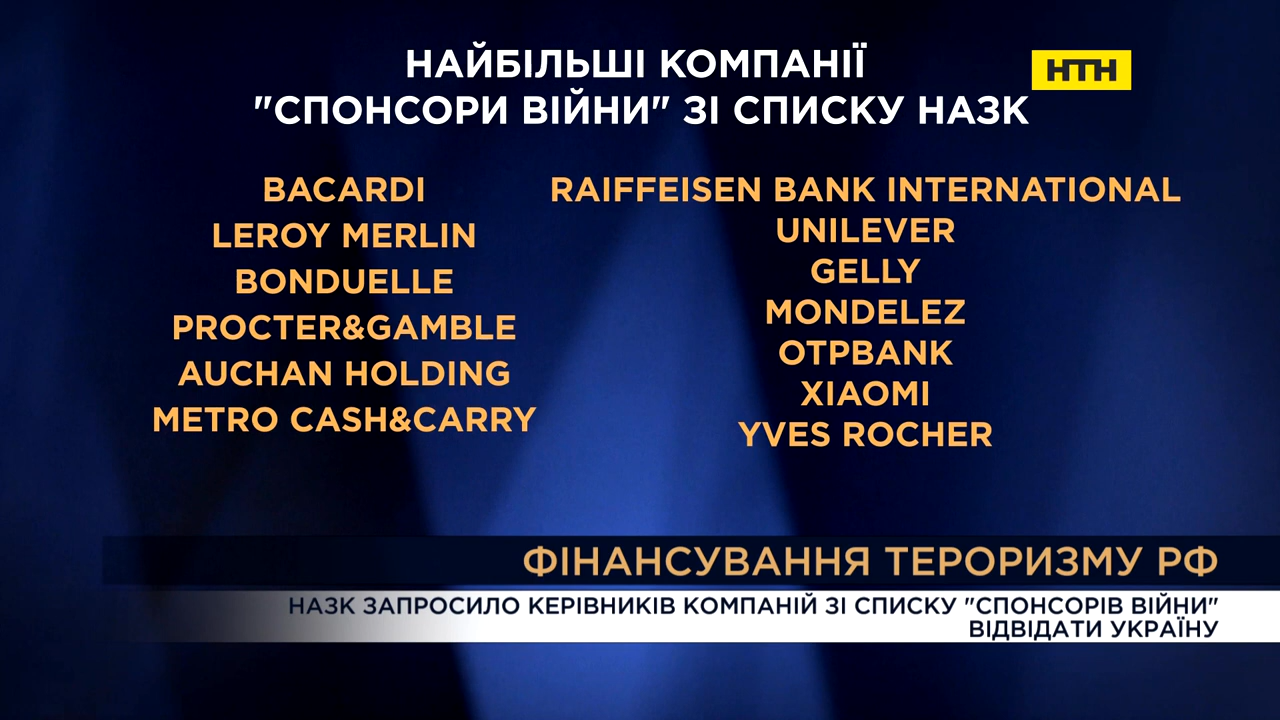 НАЙБІЛЬШІ КОМПАНІЇ
"СПОНСОРИ ВІЙНИ" ЗІ СПИСКУ НАЗК
НТН
BACARDI
LEROY MERLIN
BONDUELLE
PROCTER&GAMBLE
AUCHAN HOLDING
METRO CASH&CARRY
RAIFFEISEN BANK INTERNATIONAL
UNILEVER
GELLY
MONDELEZ
OTPBANK
XIAOMI
YVES ROCHER
ФІНАНСУВАННЯ ТЕРОРИЗМУ РФ
НАЗК ЗАПРОСИЛО КЕРІВНИКІВ КОМПАНІЙ ЗІ СПИСКУ "СПОНСОРІВ ВІЙНИ"
ВІДВІДАТИ УКРАЇНУ